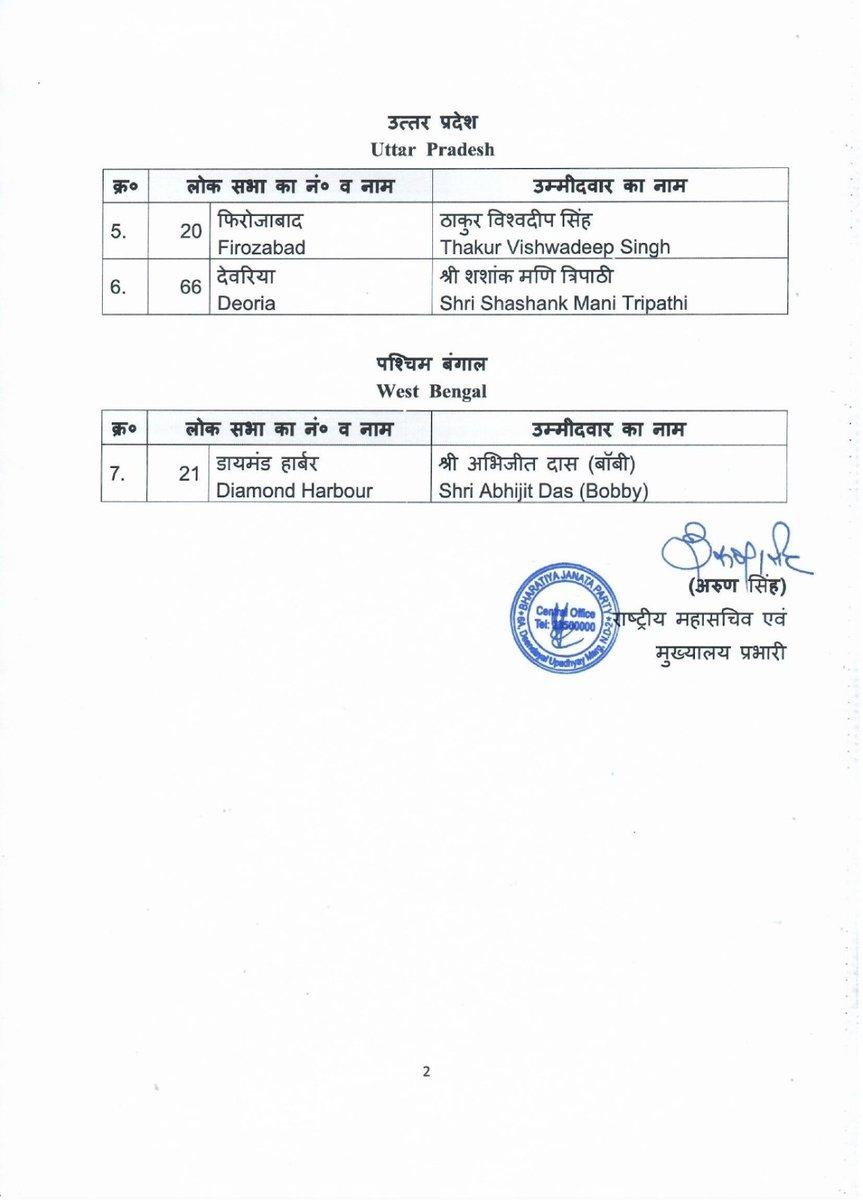 उत्तर प्रदेश
Uttar Pradesh
क्र० लोक सभा का नं० व नाम उम्मीदवार का नाम
5. 20 फिरोजाबाद ठाकुर विश्वदीप सिंह
Firozabad Thakur Vishwadeep Singh
6. 66 देवरिया श्री शशांक मणि त्रिपाठी
Deoria Shri Shashank Mani Tripathi
पश्चिम बंगाल
West Bengal
क्र० लोक सभा का नं० व नाम उम्मीदवार का नाम
7. 21 डायमंड हार्बर श्री अभिजीत दास (बॉबी)
Diamond Harbour Shri Abhijit Das (Bobby)
(अरुण सिंह)
राष्ट्रीय महासचिव एवं
मुख्यालय प्रभारी
BHARATIYA JANATA PARTY
Central Office
Tel:
6A, Deendayal Upadhyay Marg, N.D-2
2